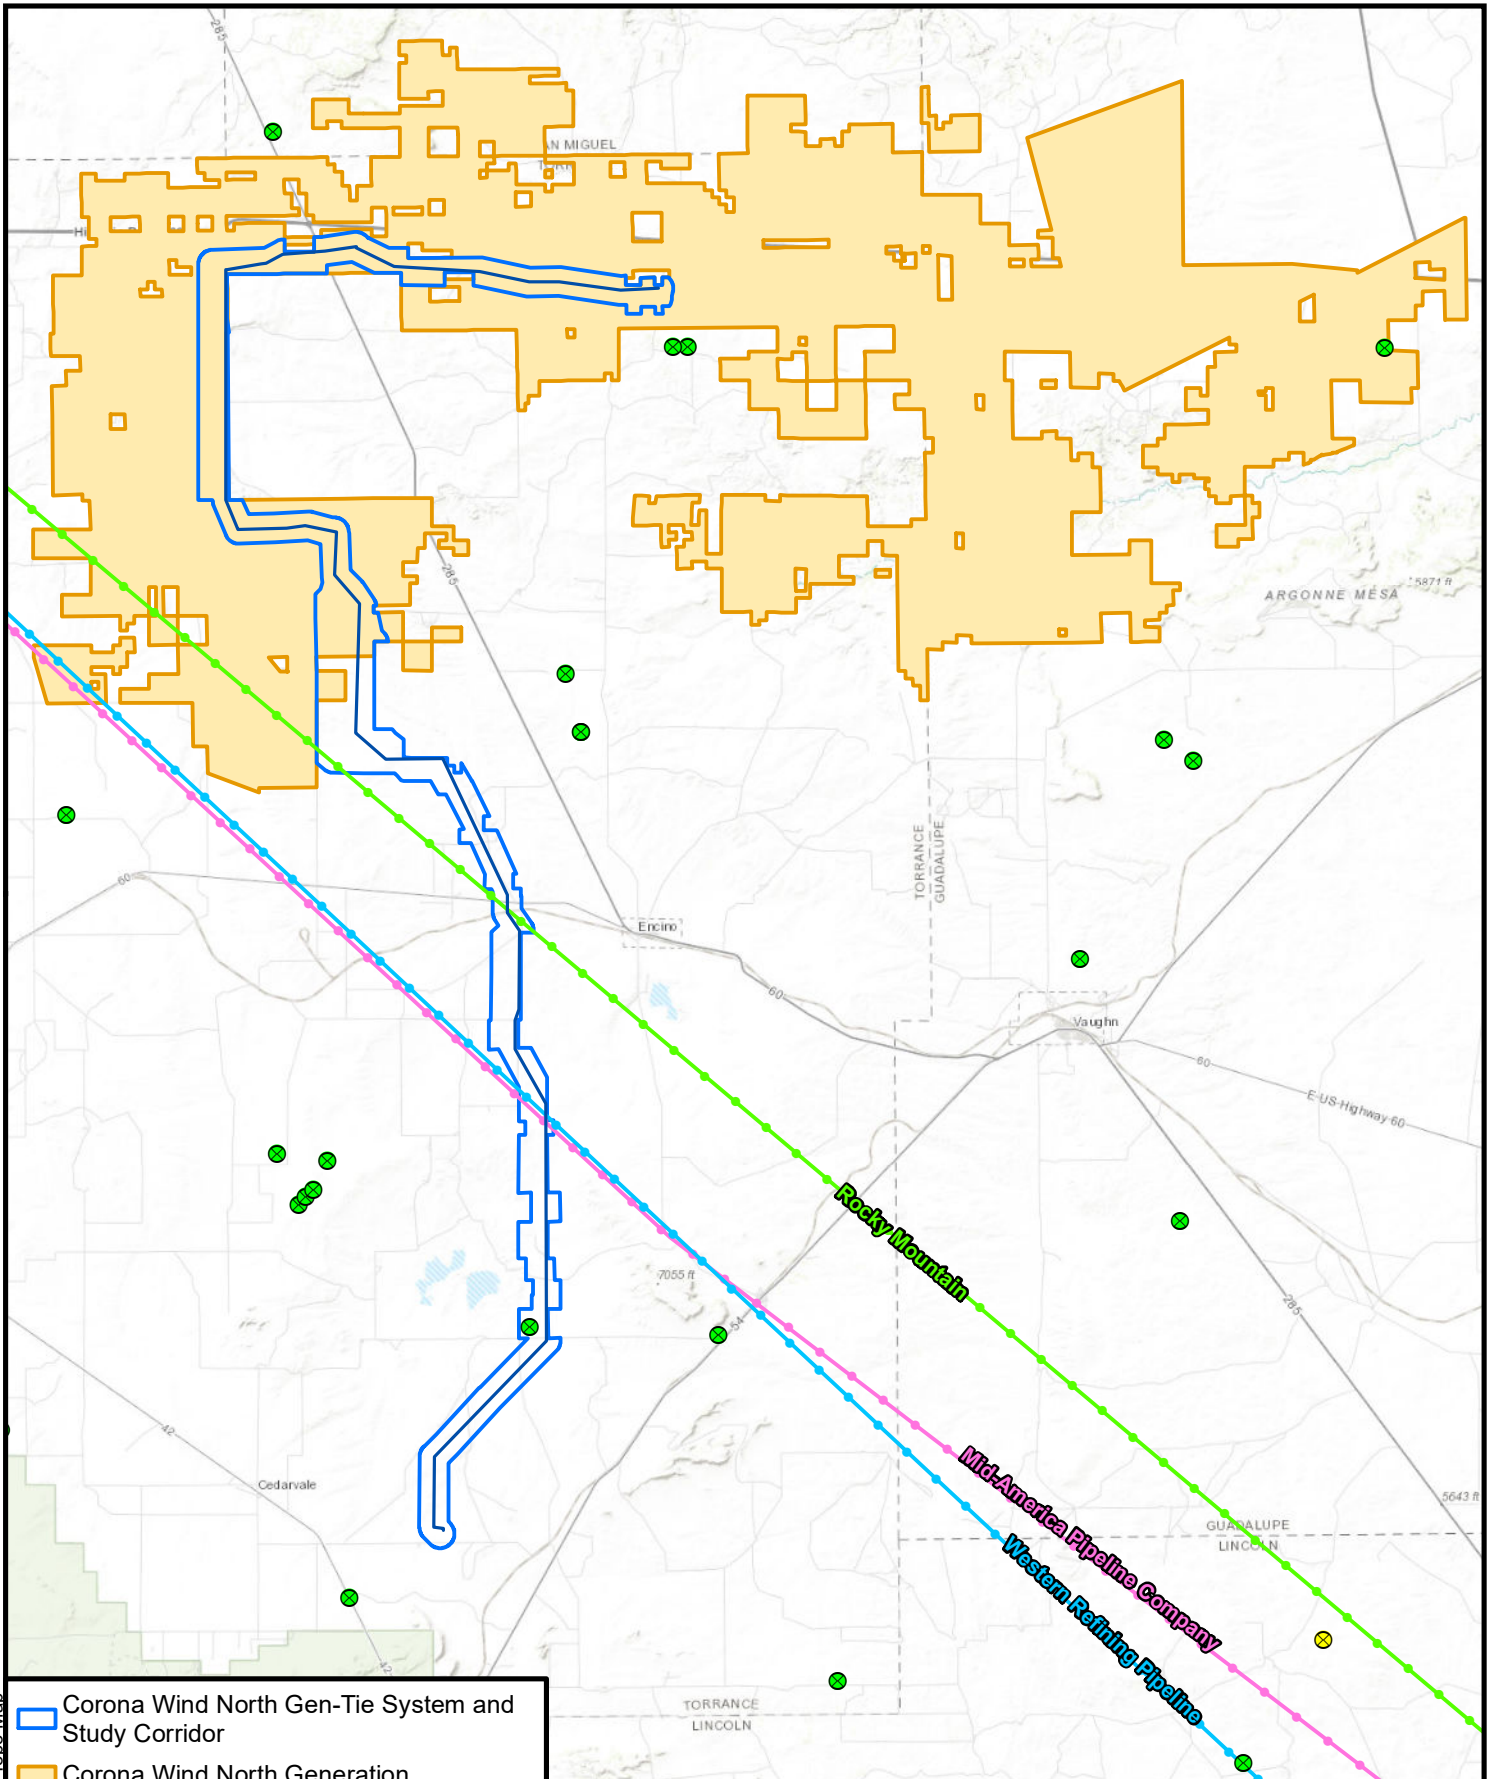 285
AN MIGUEL
285
5871 ft
ARGONNE MESA
TORRANCE
GUADALUPE
60
Encino
60
Vaughn
60
E US Highway 60
Rocky Mountain
7055 ft
54
285
42
Cedarvale
Mid-America Pipeline Company
5643 ft
GUADALUPE
LINCOLN
Western Refining Pipeline
42
TORRANCE
LINCOLN
Corona Wind North Gen-Tie System and
Study Corridor
Corona Wind North Generation